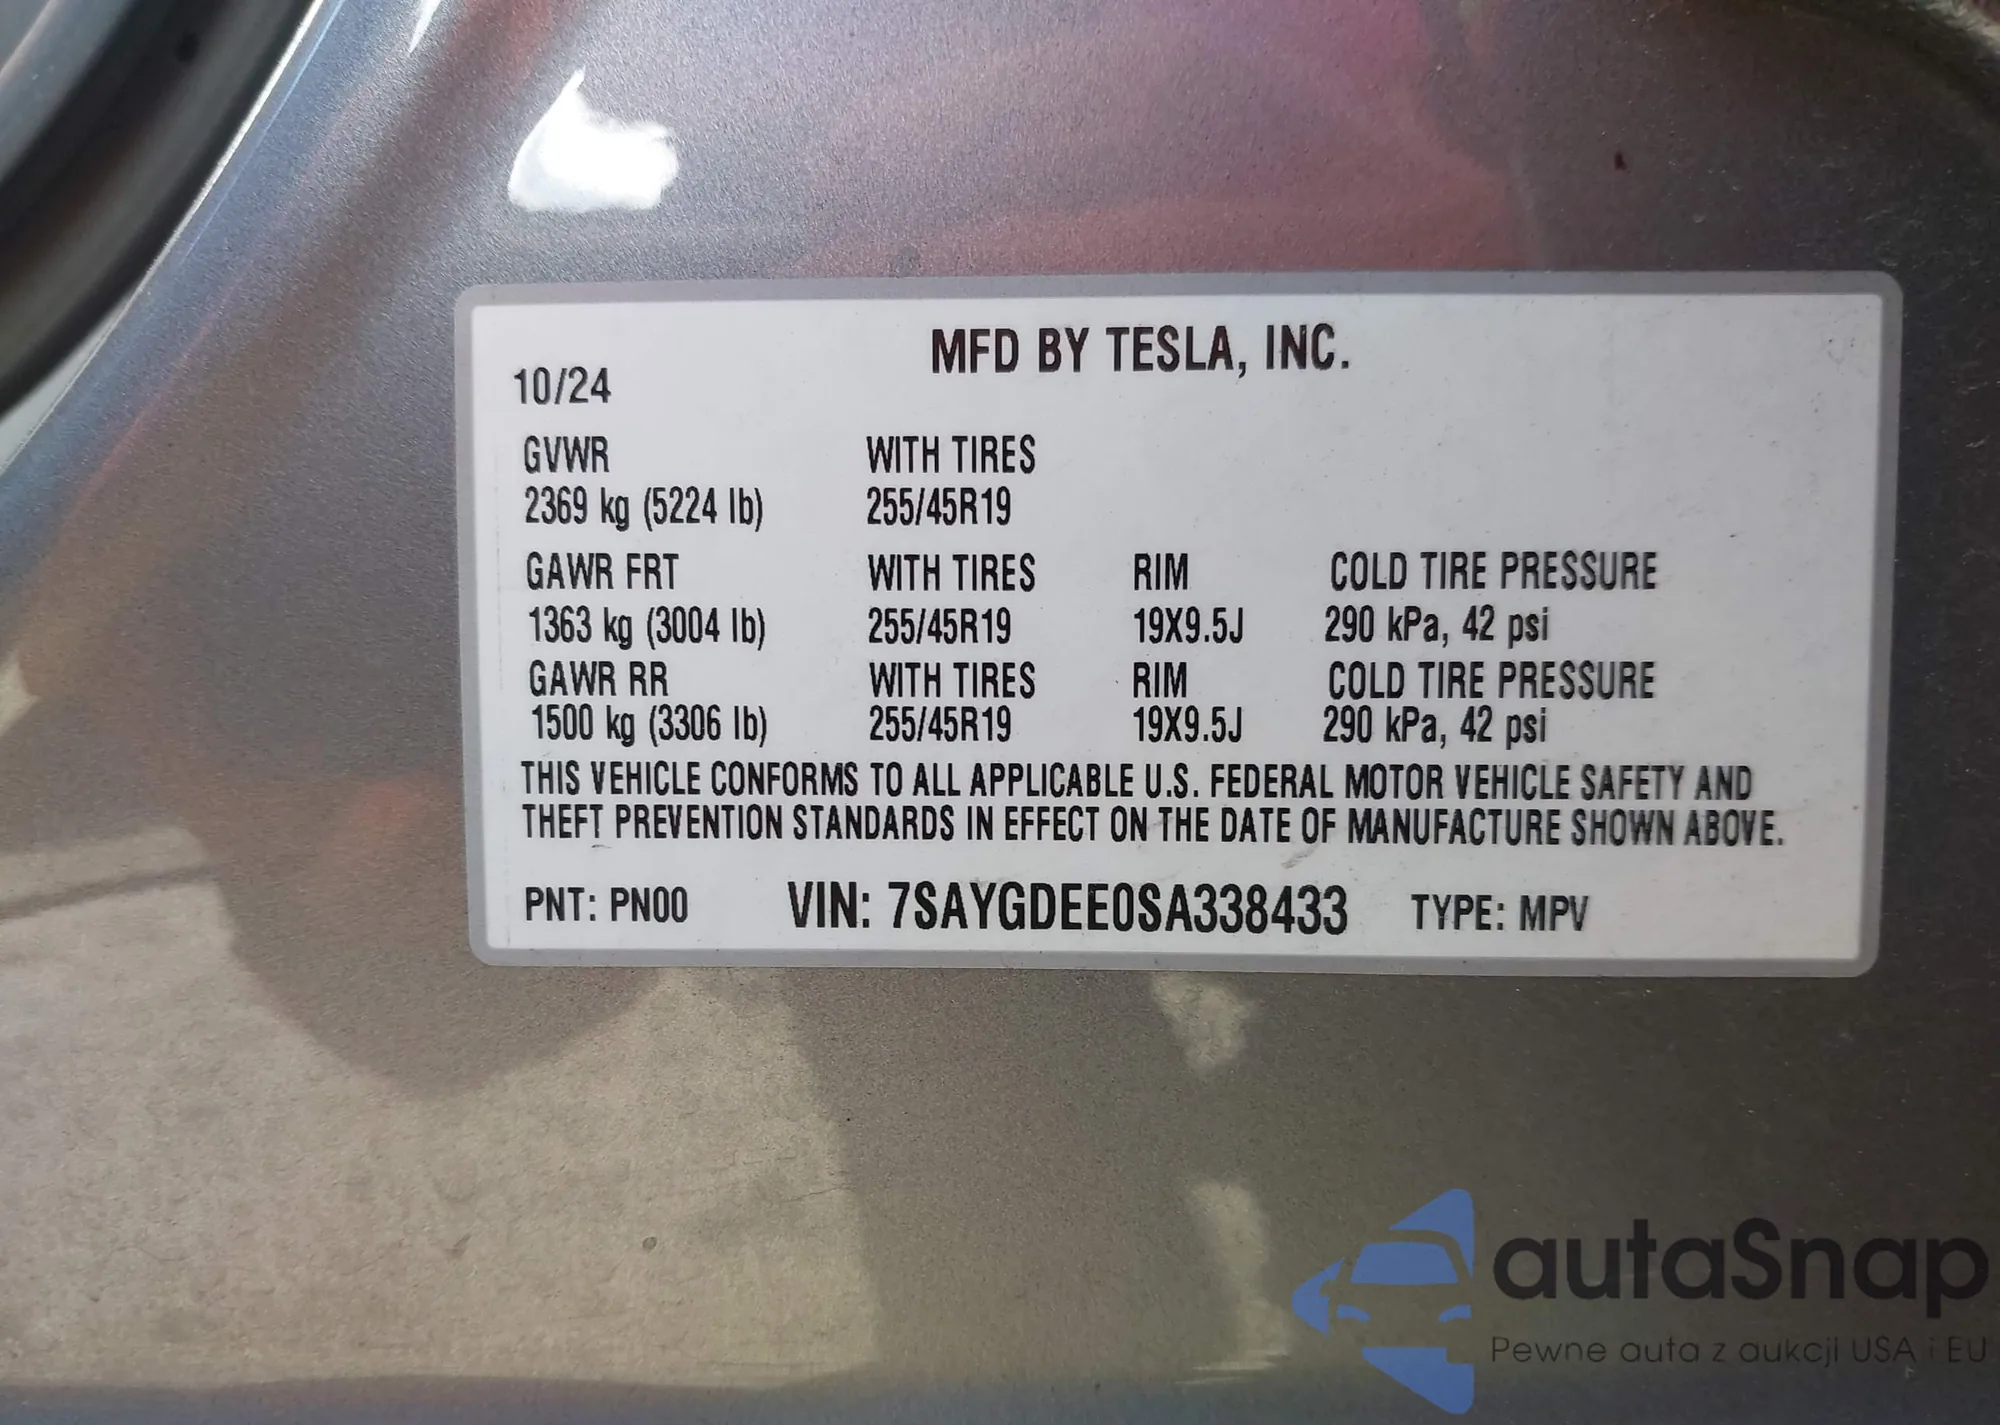 MFD BY TESLA, INC.
10/24
GVWR WITH TIRES
2369 kg (5224 lb) 255/45R19
GAWR FRT WITH TIRES RIM COLD TIRE PRESSURE
1363 kg (3004 lb) 255/45R19 19X9.5J 290 kPa, 42 psi
GAWR RR WITH TIRES RIM COLD TIRE PRESSURE
1500 kg (3306 lb) 255/45R19 19X9.5J 290 kPa, 42 psi
THIS VEHICLE CONFORMS TO ALL APPLICABLE U.S. FEDERAL MOTOR VEHICLE SAFETY AND
THEFT PREVENTION STANDARDS IN EFFECT ON THE DATE OF MANUFACTURE SHOWN ABOVE.
PNT: PN00 VIN: 7SAYGDEE0SA338433 TYPE: MPV
autaSnap
Pewne auta z aukcji USA i EU